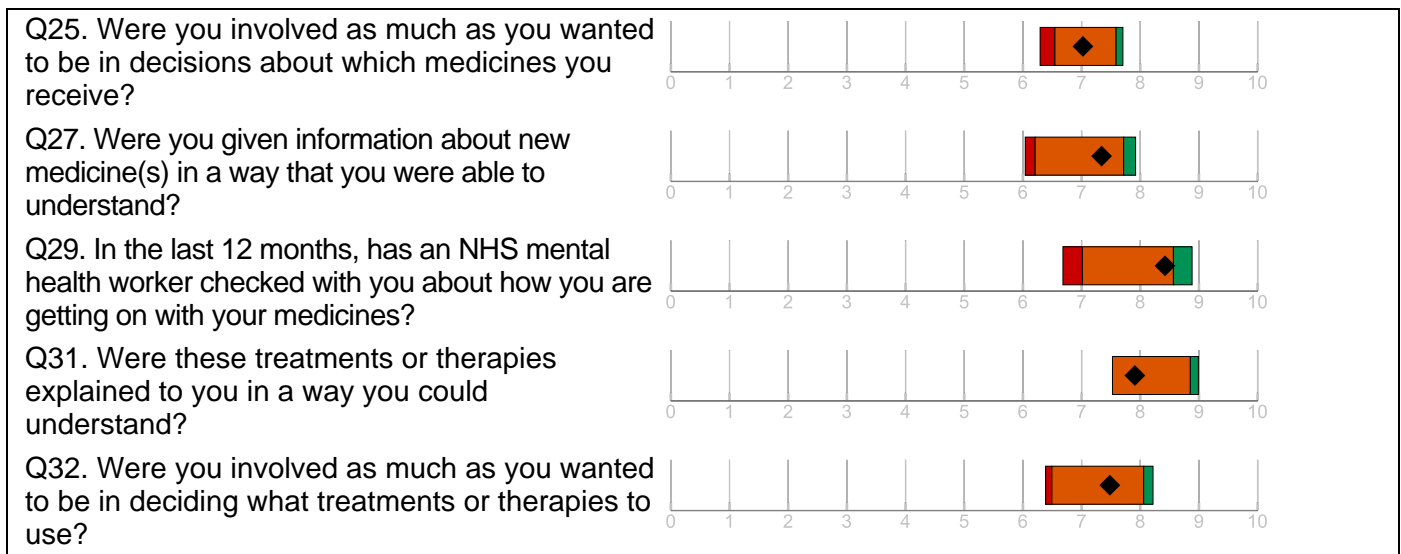 Q25. Were you involved as much as you wanted
to be in decisions about which medicines you
receive?
0 1 2 3 4 5 6 7 8 9 10
Q27. Were you given information about new
medicine(s) in a way that you were able to
understand?
0 1 2 3 4 5 6 7 8 9 10
Q29. In the last 12 months, has an NHS mental
health worker checked with you about how you are
getting on with your medicines?
0 1 2 3 4 5 6 7 8 9 10
Q31. Were these treatments or therapies
explained to you in a way you could
understand?
0 1 2 3 4 5 6 7 8 9 10
Q32. Were you involved as much as you wanted
to be in deciding what treatments or therapies to
use?
0 1 2 3 4 5 6 7 8 9 10